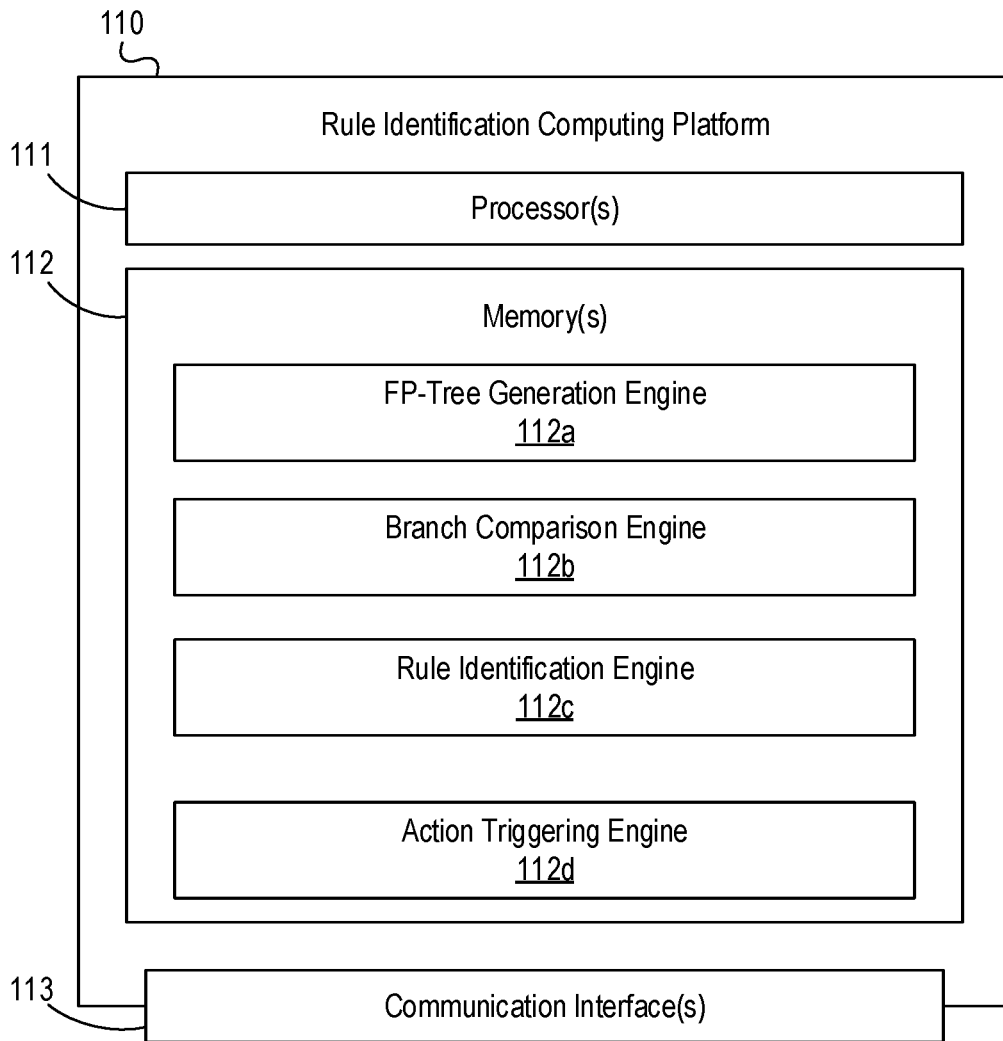 110
Rule Identification Computing Platform
111
Processor(s)
112
Memory(s)
FP-Tree Generation Engine
112a
Branch Comparison Engine
112b
Rule Identification Engine
112c
Action Triggering Engine
112d
113
Communication Interface(s)